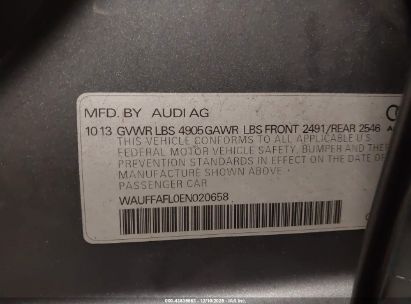 MFD. BY AUDI AG
10 13 GVWR LBS 4905 GAWR LBS FRONT 2491/REAR 2546
THIS VEHICLE CONFORMS TO ALL APPLICABLE U.S.
FEDERAL MOTOR VEHICLE SAFETY, BUMPER AND THEFT
PREVENTION STANDARDS IN EFFECT ON THE DATE OF
MANUFACTURE SHOWN ABOVE.
PASSENGER CAR
WAUFFAFL0EN020658